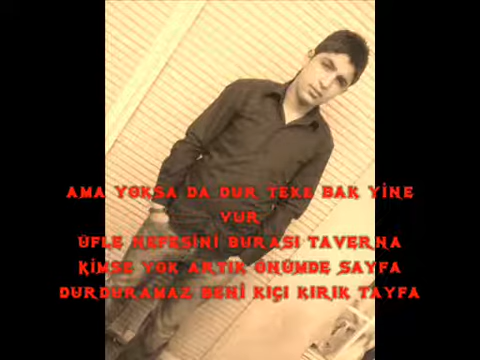 AMA YOKSA DA DUR TEKE BAK YİNE
VUR
ÜFLE NEFESİNİ BURASI TAVERNA
KİMSE YOK ARTIK ÖNÜMDE SAYFA
DURDURAMAZ BENİ KIÇI KIRIK TAYFA